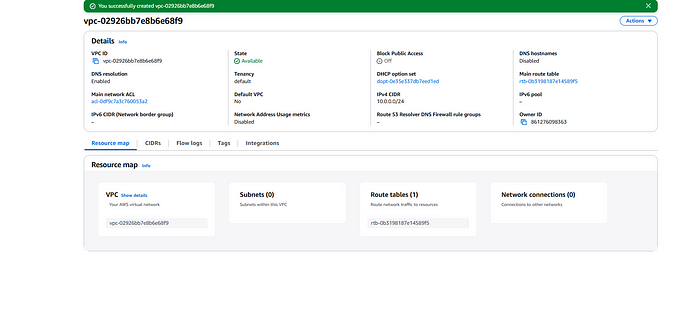 You successfully created vpc-02926bb7e8b6e68f9
vpc-02926bb7e8b6e68f9
Actions
Details Info
VPC ID
vpc-02926bb7e8b6e68f9
State
Available
Block Public Access
Off
DNS hostnames
Disabled
DNS resolution
Enabled
Tenancy
default
DHCP option set
dopt-0e35e337db7eed1ed
Main route table
rtb-0b3198187e14589f5
Main network ACL
acl-0df9c7a3c760053a2
Default VPC
No
IPv4 CIDR
10.0.0.0/24
IPv6 pool
–
IPv6 CIDR (Network border group)
–
Network Address Usage metrics
Disabled
Route 53 Resolver DNS Firewall rule groups
–
Owner ID
861276098363
Resource map
CIDRs
Flow logs
Tags
Integrations
Resource map Info
VPC Show details
Your AWS virtual network
vpc-02926bb7e8b6e68f9
Subnets (0)
Subnets within this VPC
Route tables (1)
Route network traffic to resources
rtb-0b3198187e14589f5
Network connections (0)
Connections to other networks